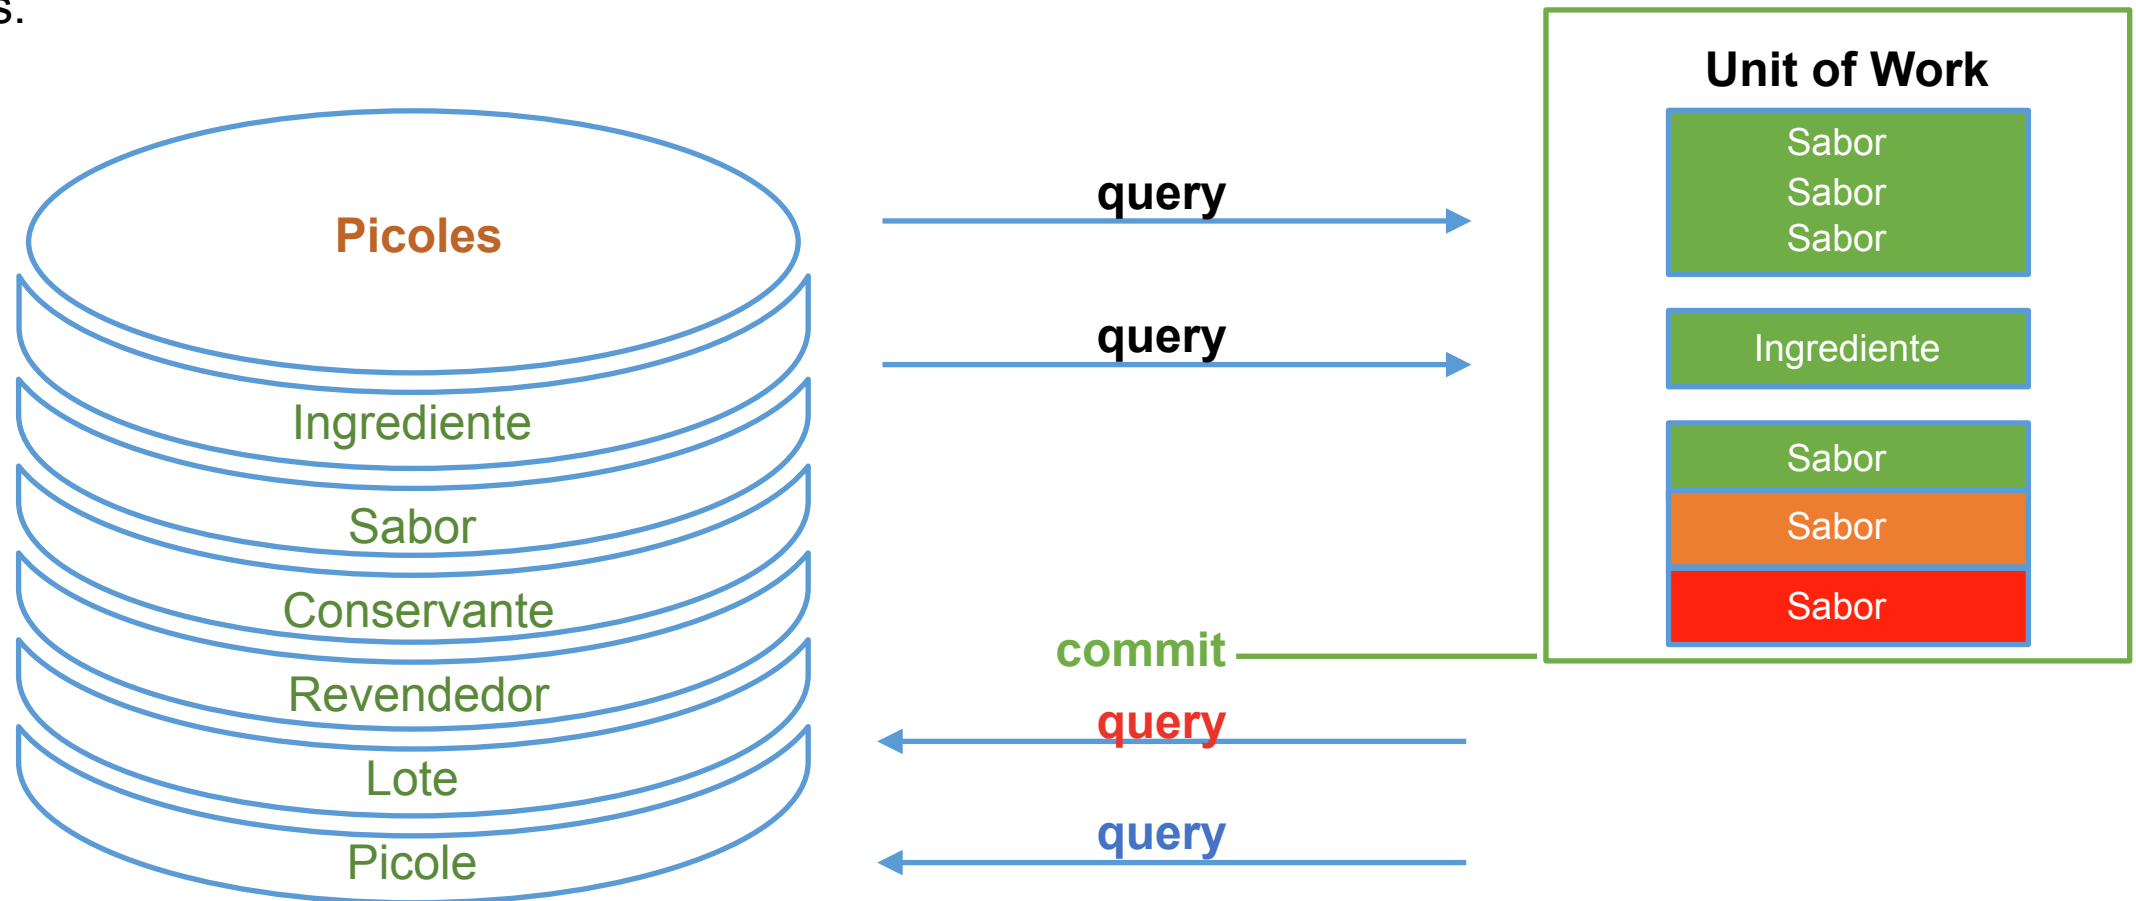 s.
Picoles
Ingrediente
Sabor
Conservante
Revendedor
Lote
Picole
query
query
commit
query
query
Unit of Work
Sabor
Sabor
Sabor
Ingrediente
Sabor
Sabor
Sabor